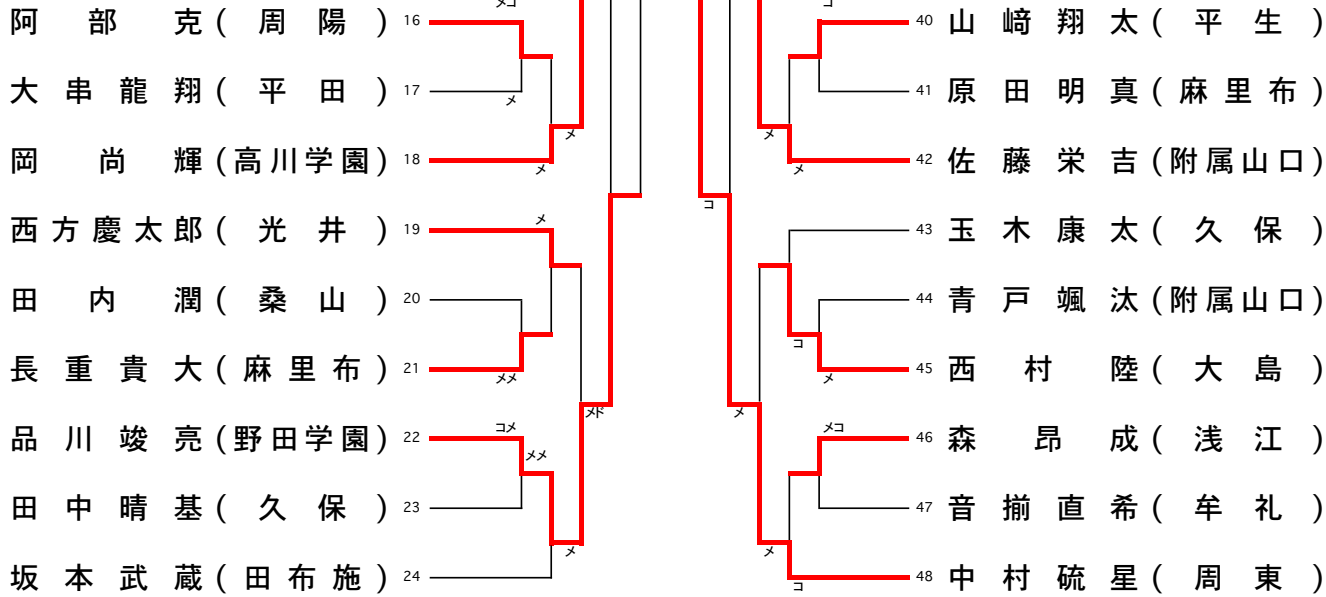 メコ
コ
阿部克(周陽) 16
40 山﨑翔太(平生)
大串龍翔(平田) 17
メ
41 原田明真(麻里布)
メ
メ
岡尚輝(高川学園) 18
メ
メ
42 佐藤栄吉(附属山口)
コ
西方慶太郎(光井) 19
メ
43 玉木康太(久保)
田内潤(桑山) 20
44 青戸颯汰(附属山口)
コ
長重貴大(麻里布) 21
メメ
メ
45 西村陸(大島)
メド
メ
品川竣亮(野田学園) 22
コメ
メコ
46 森昂成(浅江)
メメ
田中晴基(久保) 23
47 音揃直希(牟礼)
メ
メ
坂本武蔵(田布施) 24
コ
48 中村硫星(周東)